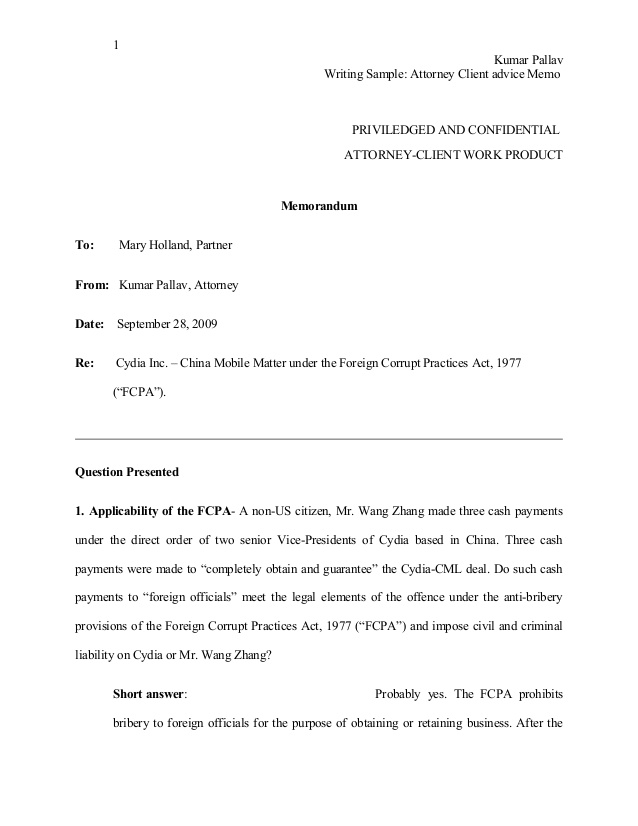 1
Kumar Pallav
Writing Sample: Attorney Client advice Memo
PRIVILEDGED AND CONFIDENTIAL
ATTORNEY-CLIENT WORK PRODUCT
Memorandum
To: Mary Holland, Partner
From: Kumar Pallav, Attorney
Date: September 28, 2009
Re: Cydia Inc. – China Mobile Matter under the Foreign Corrupt Practices Act, 1977
(“FCPA”).
Question Presented
1. Applicability of the FCPA- A non-US citizen, Mr. Wang Zhang made three cash payments
under the direct order of two senior Vice-Presidents of Cydia based in China. Three cash
payments were made to “completely obtain and guarantee” the Cydia-CML deal. Do such cash
payments to “foreign officials” meet the legal elements of the offence under the anti-bribery
provisions of the Foreign Corrupt Practices Act, 1977 (“FCPA”) and impose civil and criminal
liability on Cydia or Mr. Wang Zhang?
Short answer: Probably yes. The FCPA prohibits
bribery to foreign officials for the purpose of obtaining or retaining business. After the